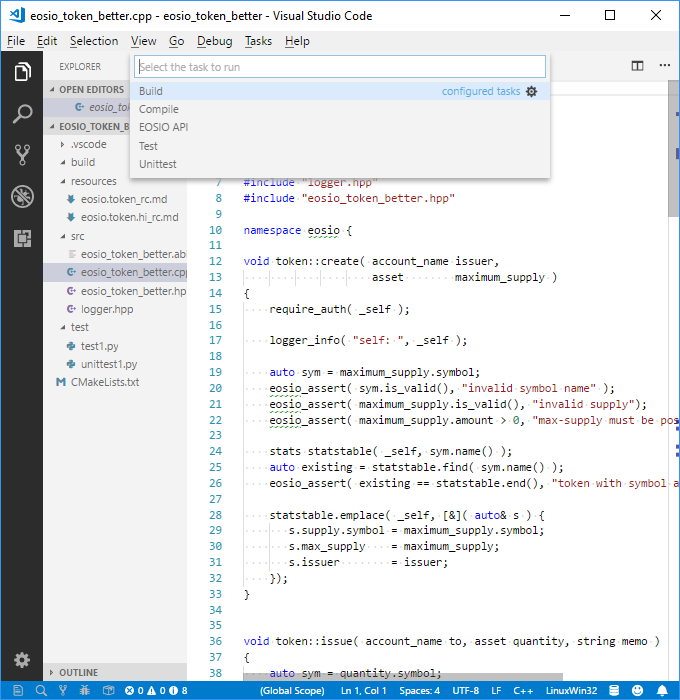 eosio_token_better.cpp - eosio_token_better - Visual Studio Code
File Edit Selection View Go Debug Tasks Help
EXPLORER
OPEN EDITORS
eosio_tok
EOSIO_TOKEN_B
.vscode
build
resources
eosio.token_rc.md
eosio.token.hi_rc.md
src
eosio_token_better.ab
eosio_token_better.cp
eosio_token_better.hp
logger.hpp
test
test1.py
unittest1.py
CMakeLists.txt
OUTLINE
Select the task to run
Build configured tasks
Compile
EOSIO API
Test
Unittest
7 #include "logger.hpp"
8 #include "eosio_token_better.hpp"
9
10 namespace eosio {
11
12 void token::create( account_name issuer,
13 asset maximum_supply )
14 {
15 require_auth( _self );
16
17 logger_info( "self: ", _self );
18
19 auto sym = maximum_supply.symbol;
20 eosio_assert( sym.is_valid(), "invalid symbol name" );
21 eosio_assert( maximum_supply.is_valid(), "invalid supply");
22 eosio_assert( maximum_supply.amount > 0, "max-supply must be pos
23
24 stats statstable( _self, sym.name() );
25 auto existing = statstable.find( sym.name() );
26 eosio_assert( existing == statstable.end(), "token with symbol a
27
28 statstable.emplace( _self, [&]( auto& s ) {
29 s.supply.symbol = maximum_supply.symbol;
30 s.max_supply = maximum_supply;
31 s.issuer = issuer;
32 });
33 }
34
35
36 void token::issue( account_name to, asset quantity, string memo )
37 {
38 auto sym = quantity.symbol;
0 0 8 (Global Scope) Ln 1, Col 1 Spaces: 4 UTF-8 LF C++ LinuxWin32